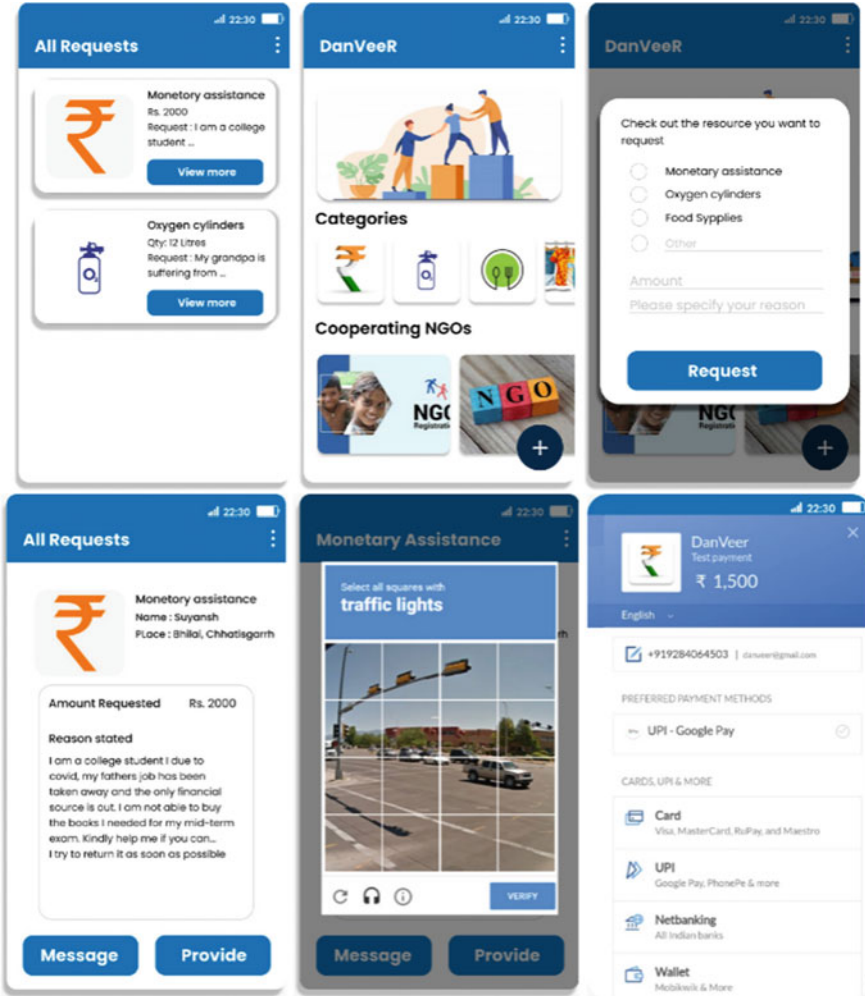 22:30
All Requests
Monetory assistance
Rs. 2000
Request : I am a college
student ...
View more
Oxygen cylinders
Qty: 12 Litres
Request : My grandpa is
suffering from ...
O₂
View more
22:30
DanVeeR
Categories
O₂
Cooperating NGOs
NGO
Registratio
NGO
+
22:30
DanVeeR
Check out the resource you want to
request
Monetary assistance
Oxygen cylinders
Food Sypplies
Other
Amount
Please specify your reason
Request
NGO
Registratio
+
22:30
All Requests
Monetory assistance
Name : Suyansh
PLace : Bhilai, Chhatisgarrh
Amount Requested Rs. 2000
Reason stated
I am a college student I due to
covid, my fathers job has been
taken away and the only financial
source is out. I am not able to buy
the books I needed for my mid-term
exam. Kindly help me if you can...
I try to return it as soon as possible
Message Provide
22:30
Monetary Assistance
Select all squares with
traffic lights
rh
VERIFY
Message Provide
22:30
DanVeer
Test payment
₹ 1,500
English
+919284064503 | danveer@gmail.com
PREFERRED PAYMENT METHODS
UPI - Google Pay
CARDS, UPI & MORE
Card
Visa, MasterCard, RuPay, and Maestro
UPI
Google Pay, PhonePe & more
Netbanking
All Indian banks
Wallet
Mobikwik & More